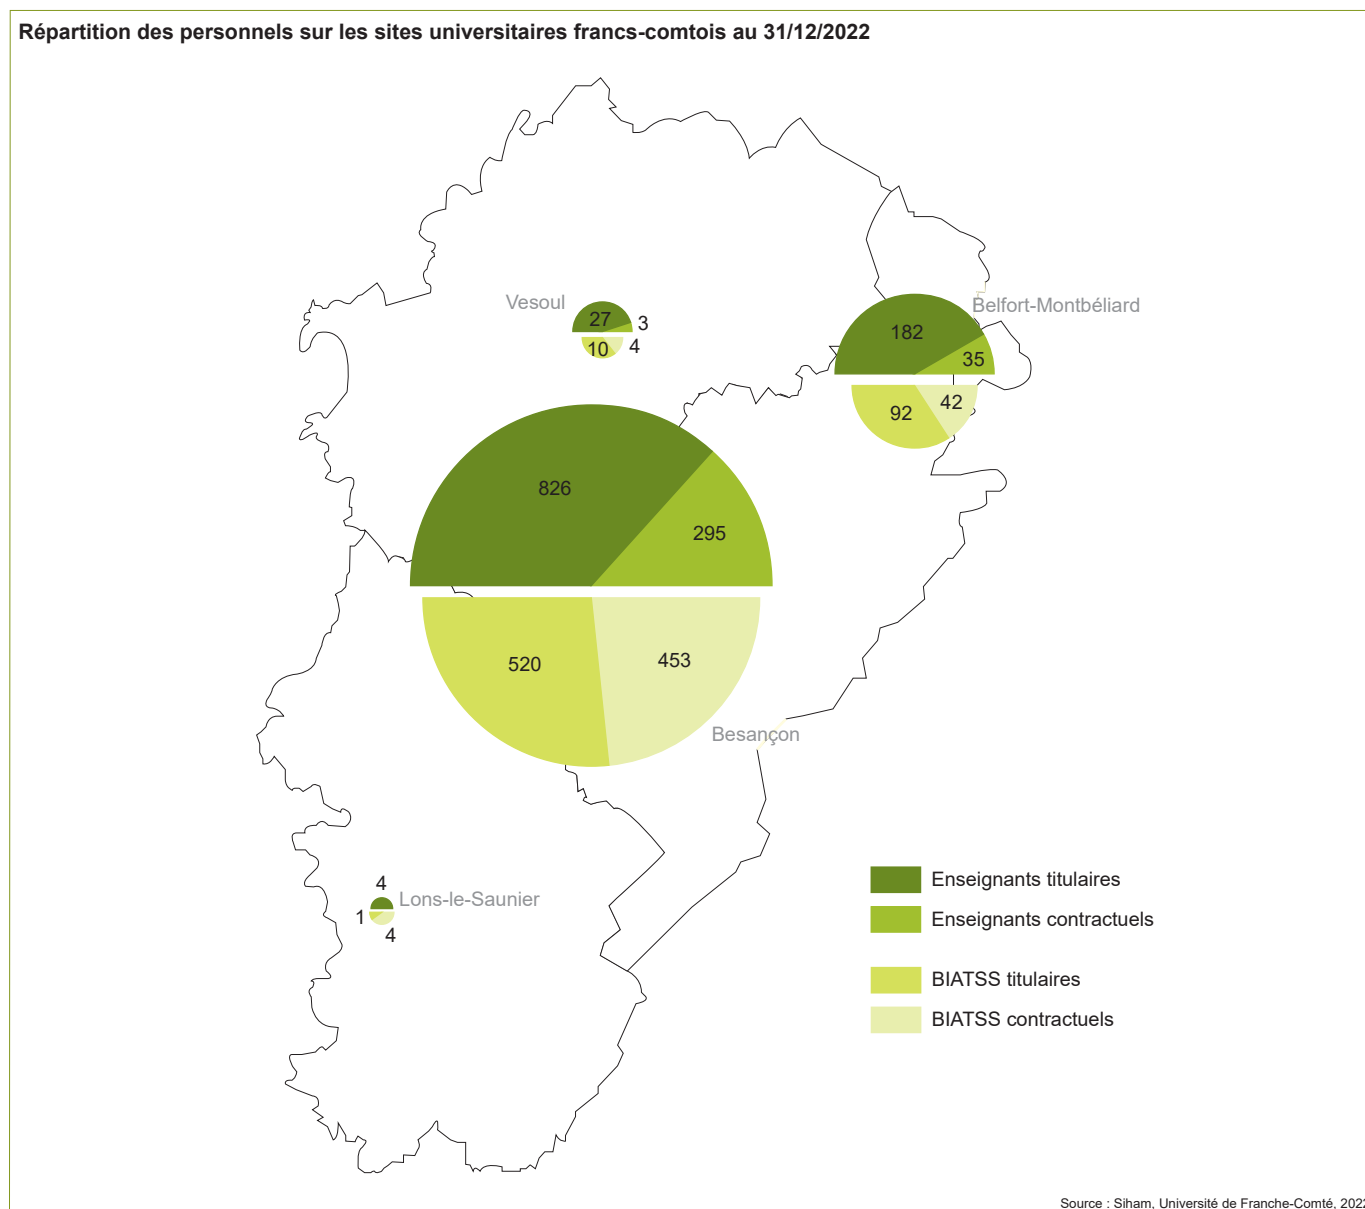 Répartition des personnels sur les sites universitaires francs-comtois au 31/12/2022
Vesoul
27
3
10
4
Belfort-Montbéliard
182
35
92
42
826
295
520
453
Besançon
4
Lons-le-Saunier
1
4
Enseignants titulaires
Enseignants contractuels
BIATSS titulaires
BIATSS contractuels
Source : Siham, Université de Franche-Comté, 2022